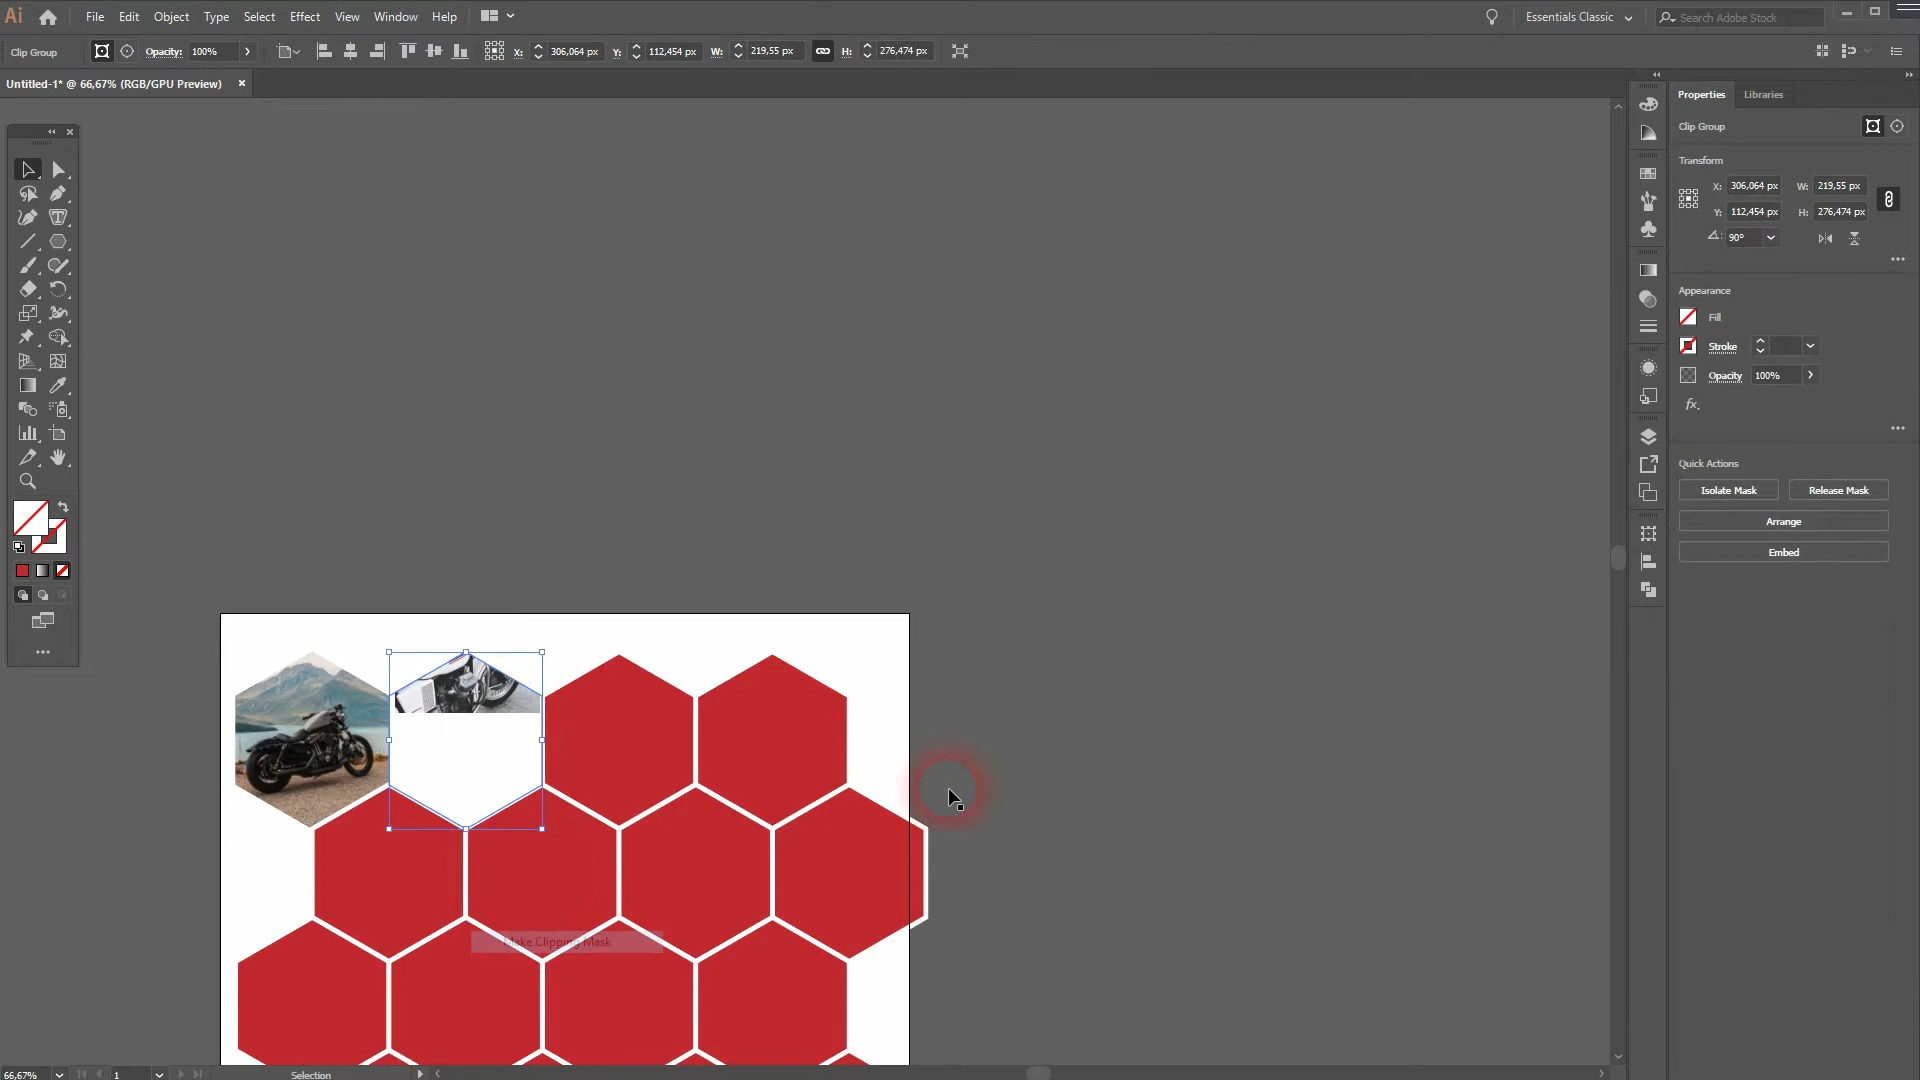 Ai File Edit Object Type Select Effect View Window Help Essentials Classic Search Adobe Stock
Clip Group Opacity: 100% X: 306,064 px Y: 112,454 px W: 219,55 px H: 276,474 px
Untitled-1* @ 66,67% (RGB/GPU Preview)
Properties Libraries
Clip Group
Transform
X: 306,064 px W: 219,55 px
Y: 112,454 px H: 276,474 px
90°
Appearance
Fill
Stroke
Opacity 100%
fx.
Quick Actions
Isolate Mask Release Mask
Arrange
Embed
Make Clipping Mask
66,67% 1 Selection